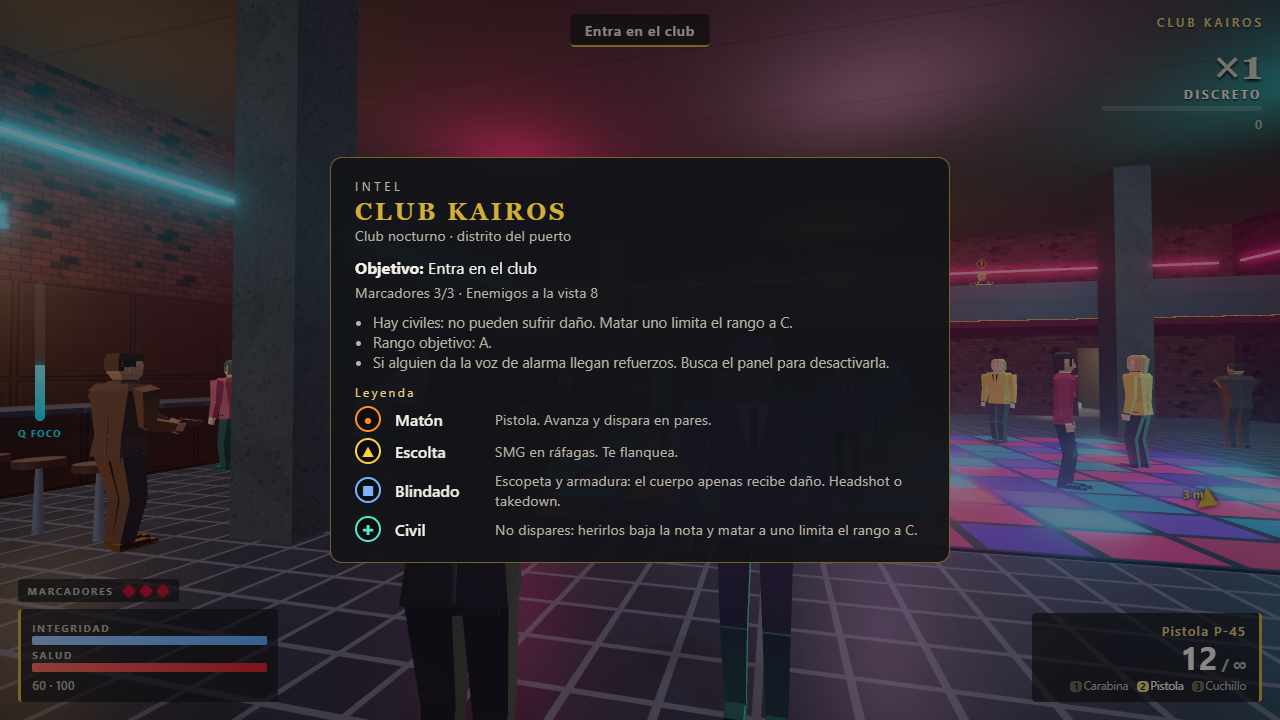 Entra en el club
CLUB KAIROS
×1
DISCRETO
0
INTEL
CLUB KAIROS
Club nocturno · distrito del puerto
Objetivo: Entra en el club
Marcadores 3/3 · Enemigos a la vista 8
• Hay civiles: no pueden sufrir daño. Matar uno limita el rango a C.
• Rango objetivo: A.
• Si alguien da la voz de alarma llegan refuerzos. Busca el panel para desactivarla.
Leyenda
Matón Pistola. Avanza y dispara en pares.
Escolta SMG en ráfagas. Te flanquea.
Blindado Escopeta y armadura: el cuerpo apenas recibe daño. Headshot o
takedown.
Civil No dispares: herirlos baja la nota y matar a uno limita el rango a C.
Q FOCO
3 m
MARCADORES
INTEGRIDAD
SALUD
60 · 100
Pistola P-45
12 / ∞
1 Carabina 2 Pistola 3 Cuchillo